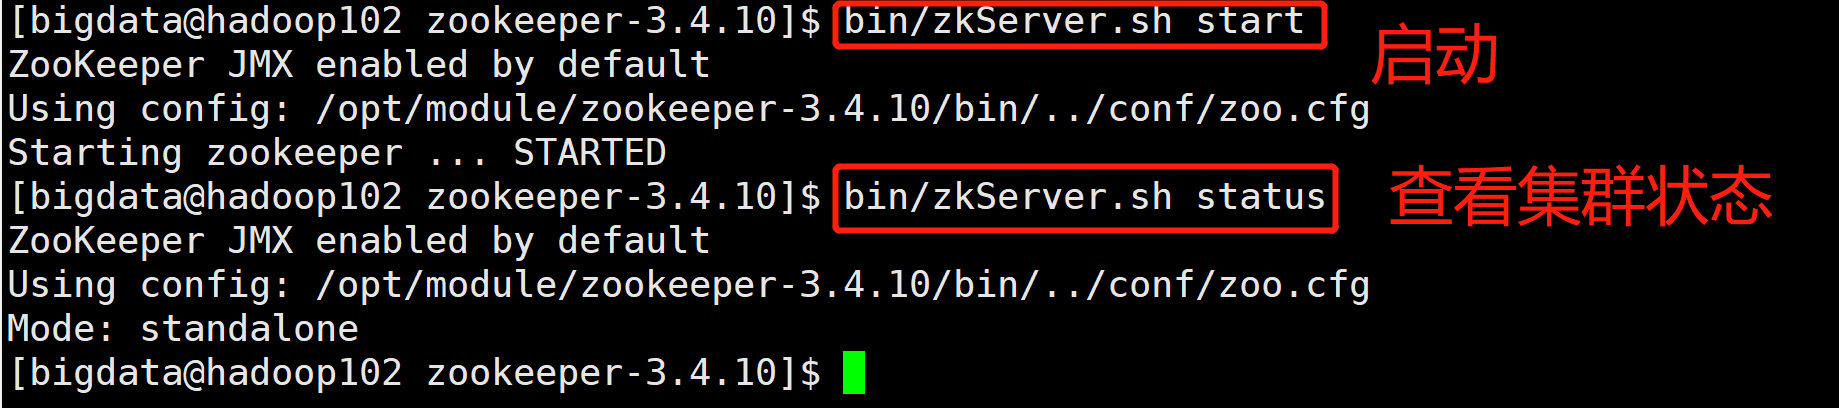 [bigdata@hadoop102 zookeeper-3.4.10]$ bin/zkServer.sh start
启动
ZooKeeper JMX enabled by default
Using config: /opt/module/zookeeper-3.4.10/bin/../conf/zoo.cfg
Starting zookeeper ... STARTED
[bigdata@hadoop102 zookeeper-3.4.10]$ bin/zkServer.sh status
查看集群状态
ZooKeeper JMX enabled by default
Using config: /opt/module/zookeeper-3.4.10/bin/../conf/zoo.cfg
Mode: standalone
[bigdata@hadoop102 zookeeper-3.4.10]$